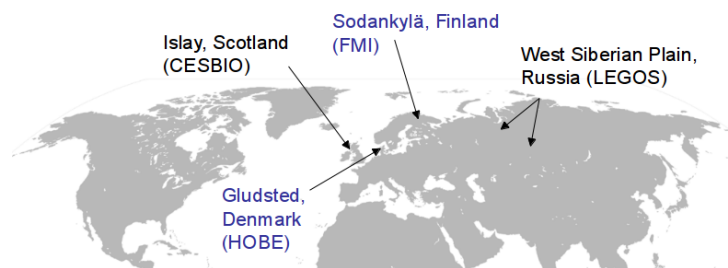 Sodankylä, Finland
(FMI)
Islay, Scotland
(CESBIO)
West Siberian Plain,
Russia (LEGOS)
Gludsted,
Denmark
(HOBE)